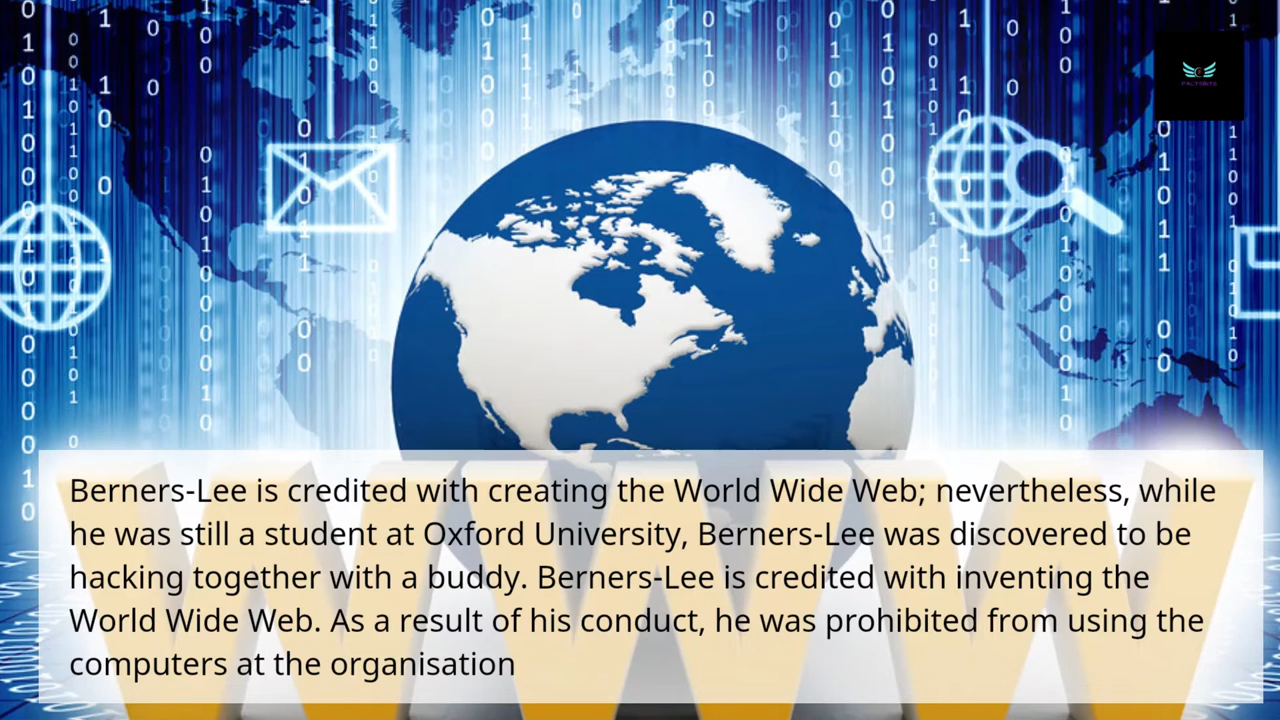 FACTSBITE
Berners-Lee is credited with creating the World Wide Web; nevertheless, while
he was still a student at Oxford University, Berners-Lee was discovered to be
hacking together with a buddy. Berners-Lee is credited with inventing the
World Wide Web. As a result of his conduct, he was prohibited from using the
computers at the organisation
WWW